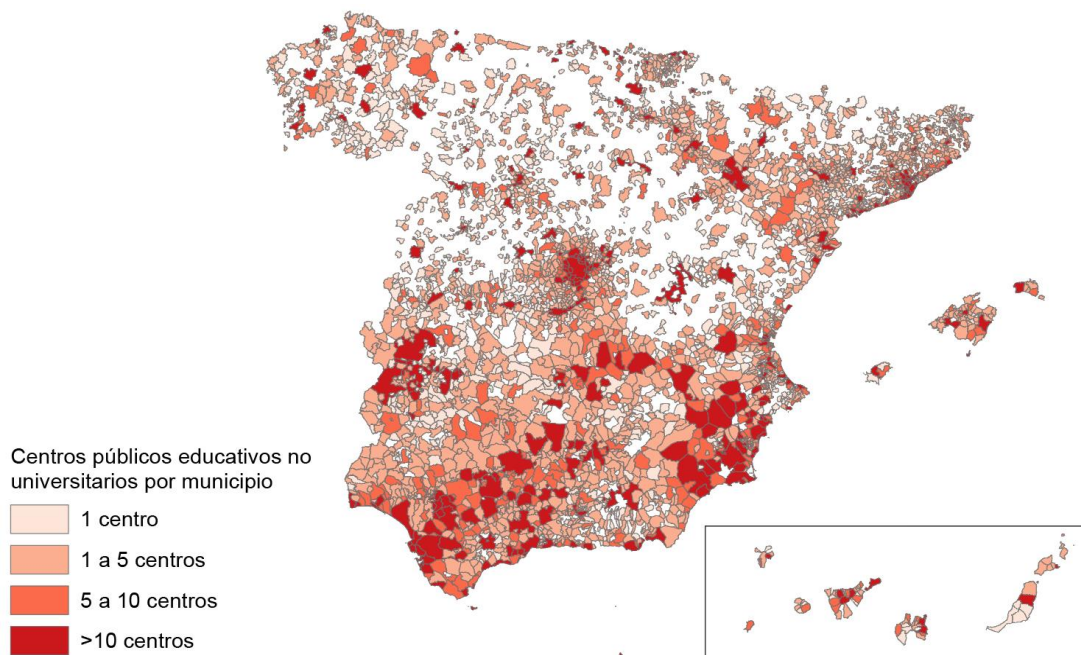 Centros públicos educativos no
universitarios por municipio
1 centro
1 a 5 centros
5 a 10 centros
>10 centros